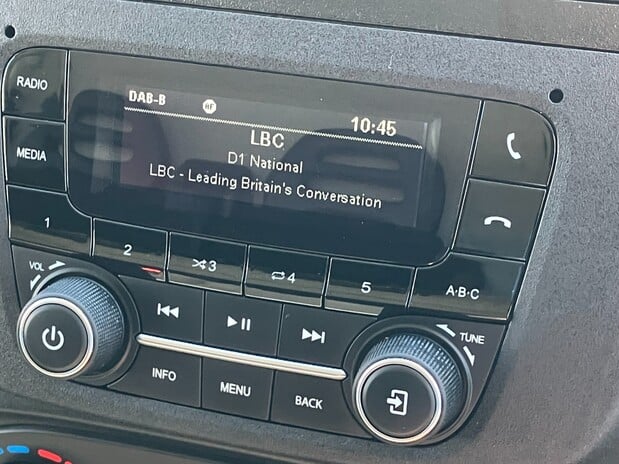 RADIO
DAB-B AF 10:45
LBC
D1 National
LBC - Leading Britain's Conversation
MEDIA
1 2 3 4 5 A·B·C
VOL
TUNE
INFO MENU BACK